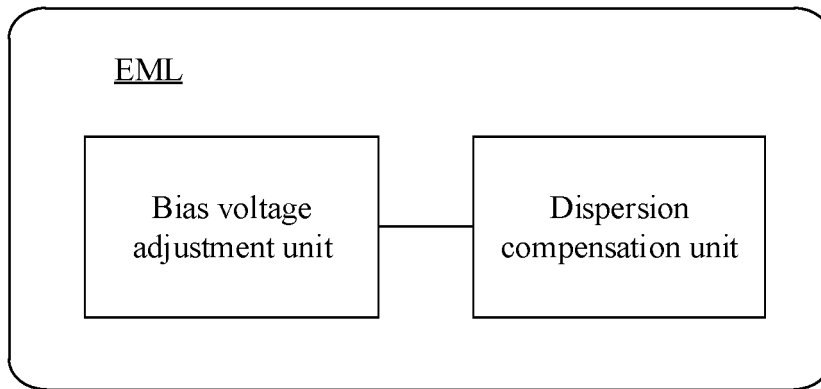 EML
Bias voltage
adjustment unit
Dispersion
compensation unit